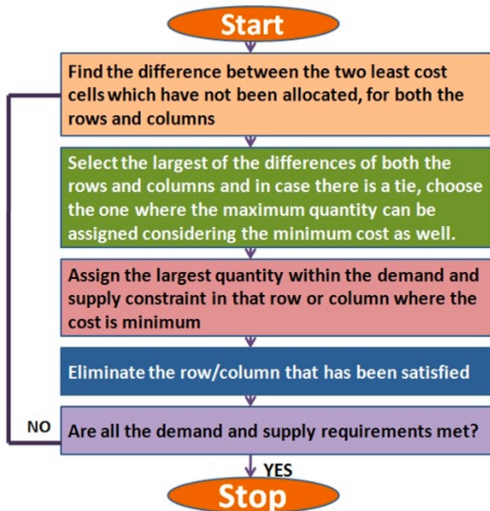 Start
Find the difference between the two least cost
cells which have not been allocated, for both the
rows and columns
Select the largest of the differences of both the
rows and columns and in case there is a tie, choose
the one where the maximum quantity can be
assigned considering the minimum cost as well.
Assign the largest quantity within the demand and
supply constraint in that row or column where the
cost is minimum
Eliminate the row/column that has been satisfied
NO
Are all the demand and supply requirements met?
YES
Stop